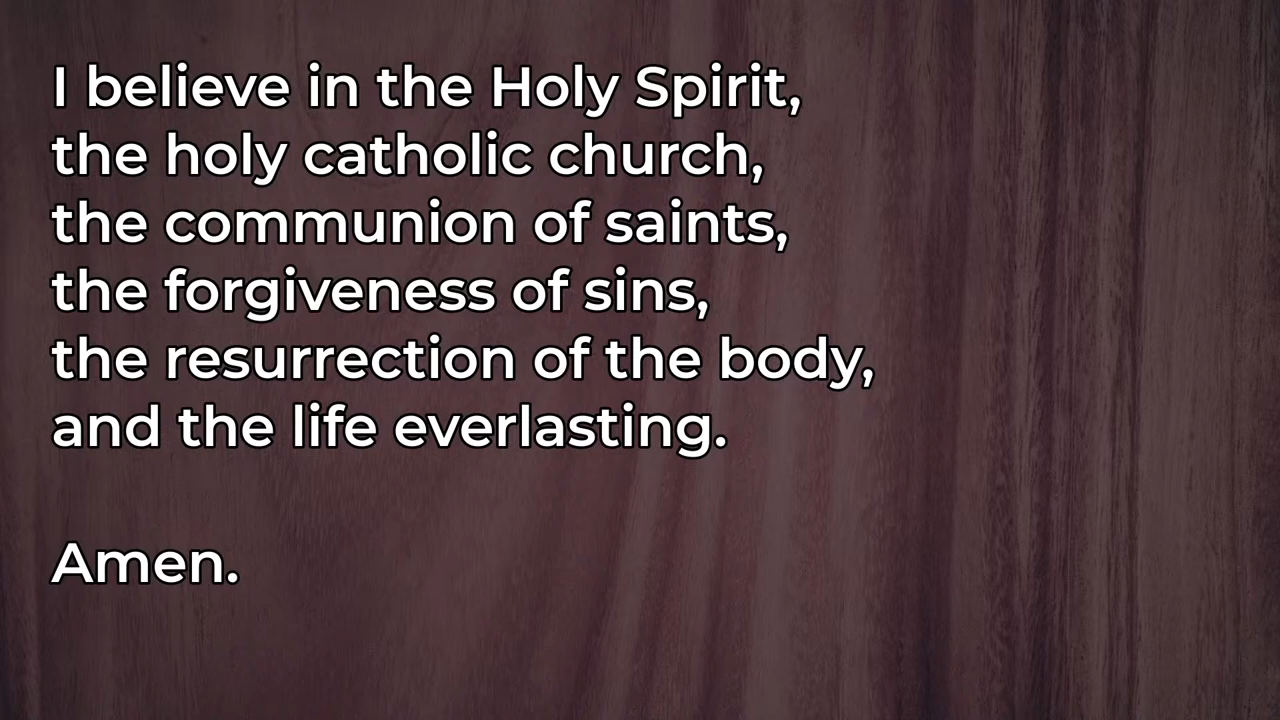 I believe in the Holy Spirit,
the holy catholic church,
the communion of saints,
the forgiveness of sins,
the resurrection of the body,
and the life everlasting.
Amen.